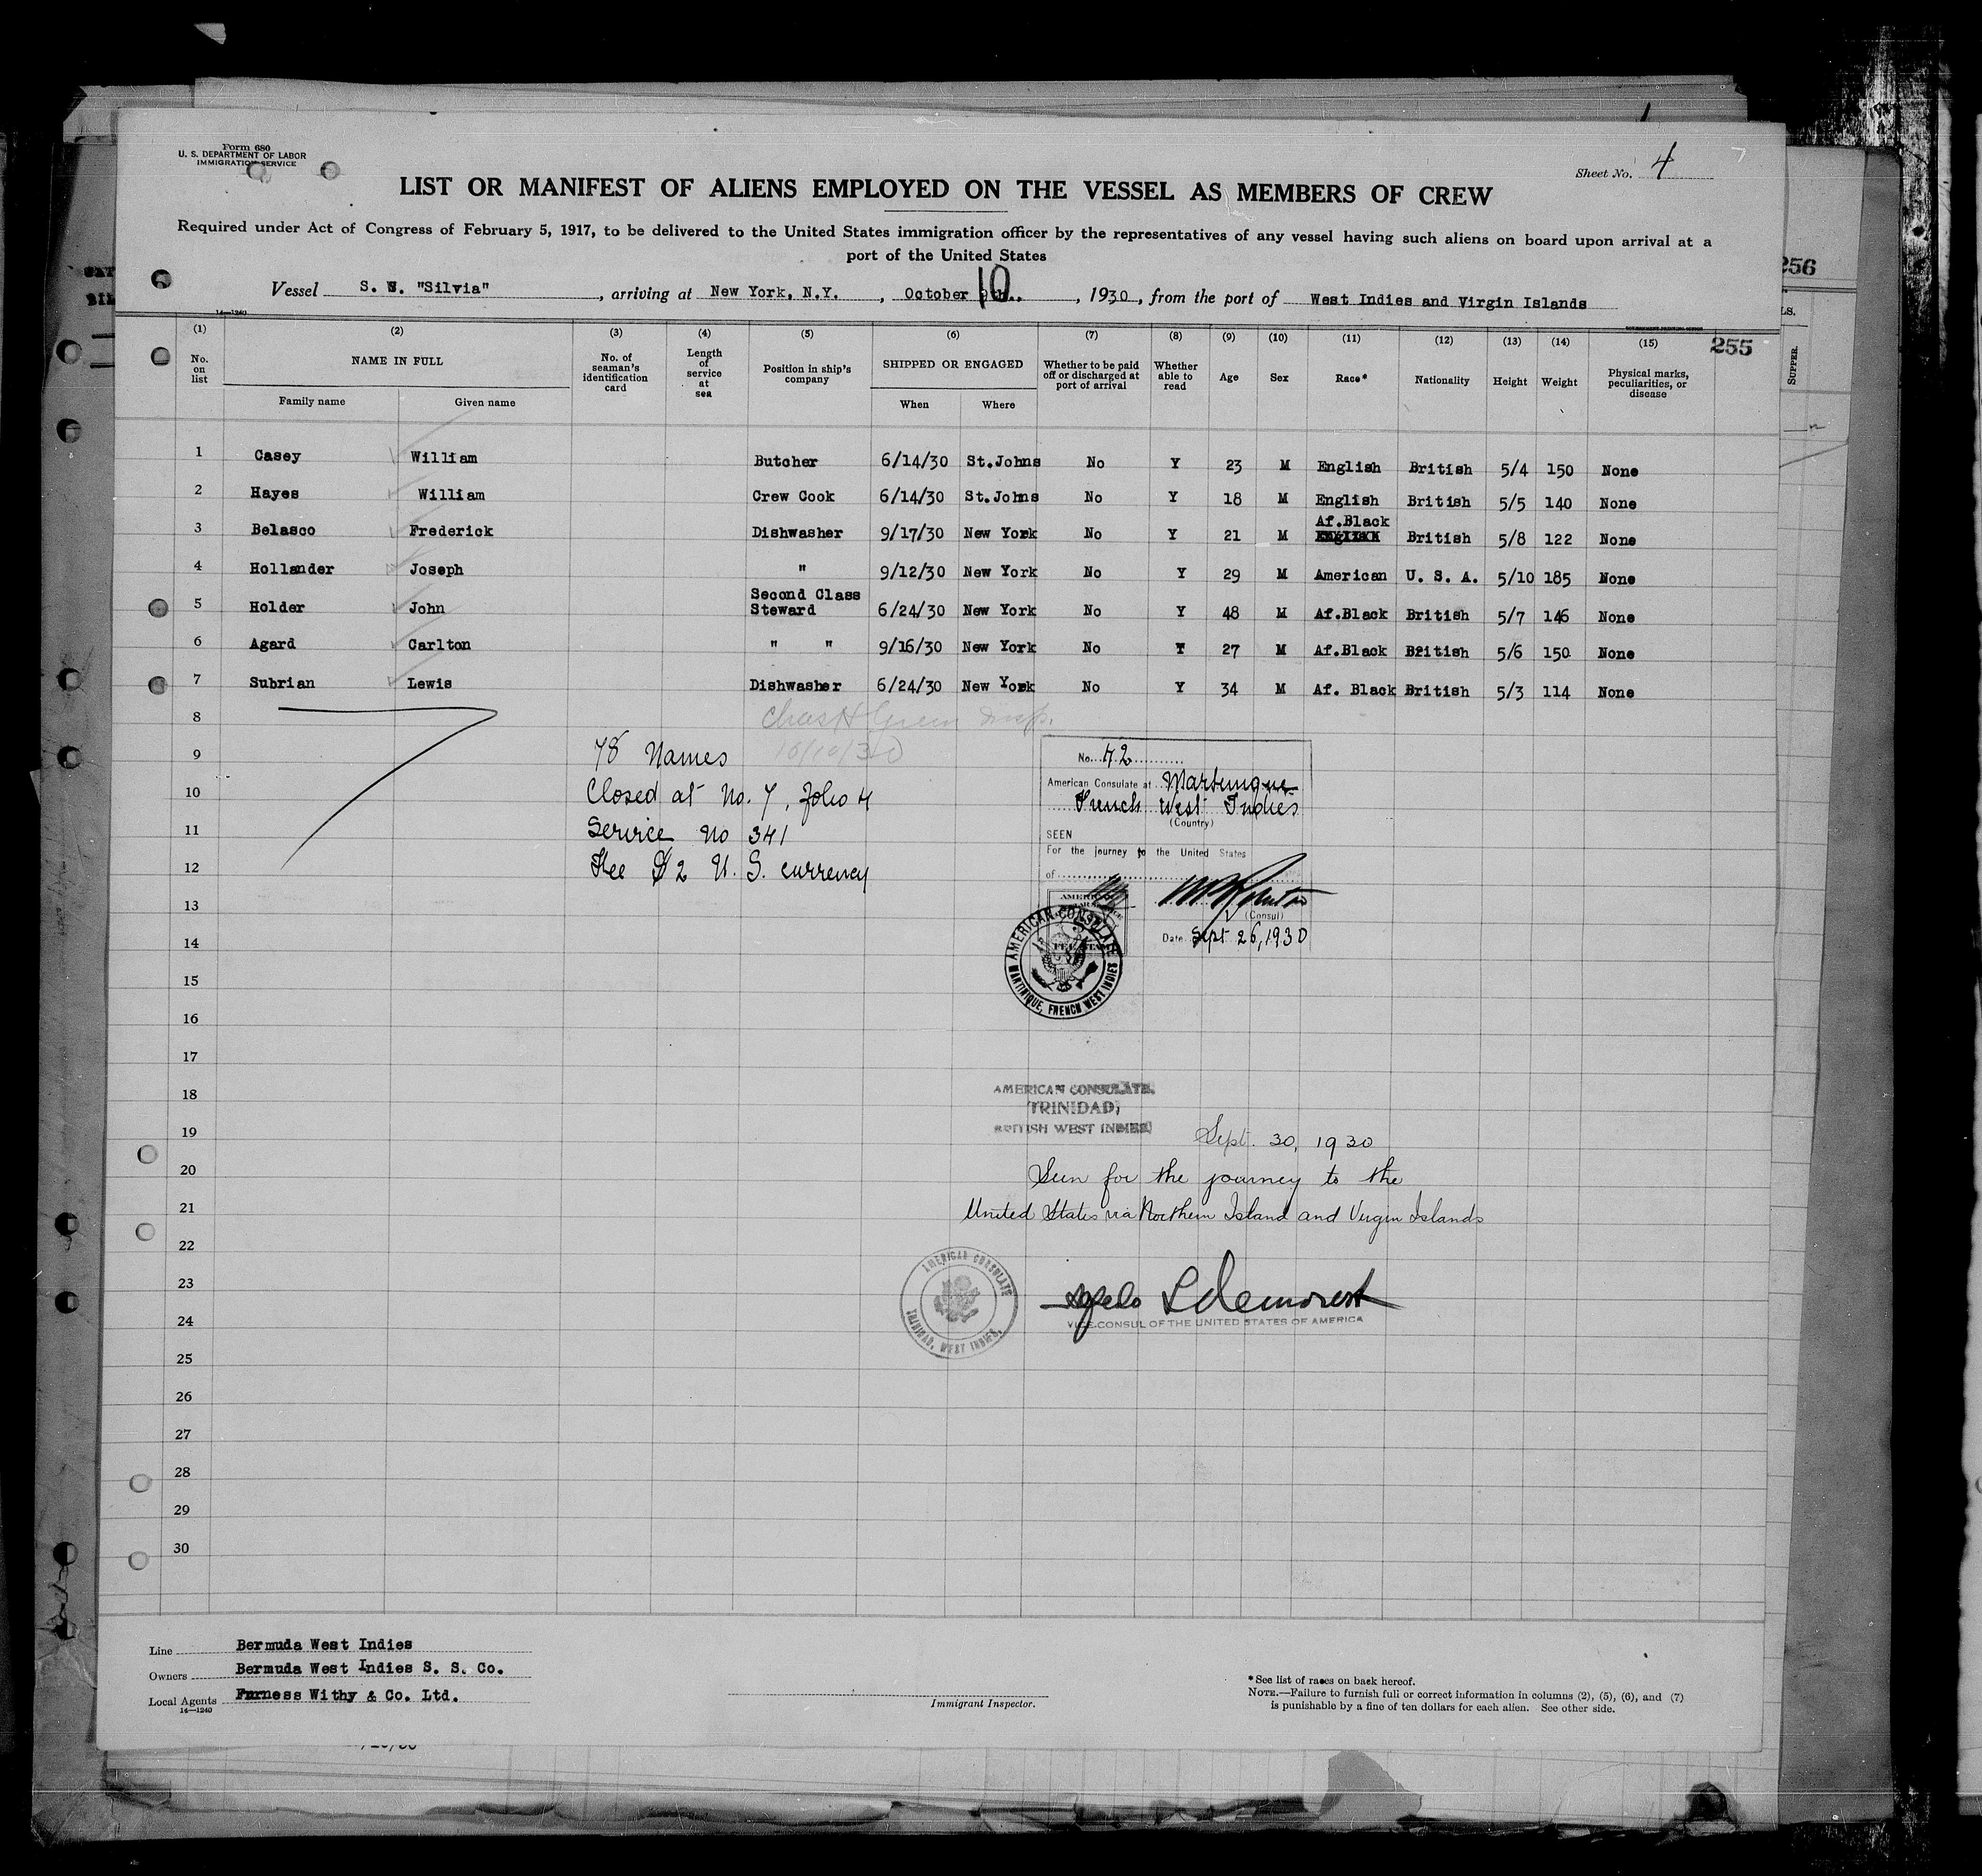 Form 680
U. S. DEPARTMENT OF LABOR
IMMIGRATION SERVICE
Sheet No. 4
LIST OR MANIFEST OF ALIENS EMPLOYED ON THE VESSEL AS MEMBERS OF CREW
Required under Act of Congress of February 5, 1917, to be delivered to the United States immigration officer by the representatives of any vessel having such aliens on board upon arrival at a
port of the United States
Vessel S. S. "Silvia", arriving at New York, N.Y., October 10, 1930, from the port of West Indies and Virgin Islands
256
14—1240
255
(1) (2) (3) (4) (5) (6) (7) (8) (9) (10) (11) (12) (13) (14) (15)
No. on list NAME IN FULL No. of seaman's identification card Length of service at sea Position in ship's company SHIPPED OR ENGAGED Whether to be paid off or discharged at port of arrival Whether able to read Age Sex Race* Nationality Height Weight Physical marks, peculiarities, or disease
Family name Given name When Where
SUPPER.
1 Casey William Butcher 6/14/30 St.Johns No Y 23 M English British 5/4 150 None
2 Hayes William Crew Cook 6/14/30 St.Johns No Y 18 M English British 5/5 140 None
3 Belasco Frederick Dishwasher 9/17/30 New York No Y 21 M Af.Black English British 5/8 122 None
4 Hollander Joseph " 9/12/30 New York No Y 29 M American U. S. A. 5/10 185 None
5 Holder John Second Class Steward 6/24/30 New York No Y 48 M Af.Black British 5/7 146 None
6 Agard Carlton " " 9/16/30 New York No Y 27 M Af.Black British 5/6 150 None
7 Subrian Lewis Dishwasher 6/24/30 New York No Y 34 M Af. Black British 5/3 114 None
8
Chas H Green Insp.
10/10/30
9
10
11
12
13
14
15
16
17
18
19
20
21
22
23
24
25
26
27
28
29
30
78 Names
Closed at No. 7, folio 4
Service No 341
Fee $2 U. S. currency
No. 42
American Consulate at Martinique
French West Indies
(Country)
SEEN
For the journey to the United States
of
(Consul)
Date Sept 26, 1930
AMERICAN CONSULATE
MARTINIQUE, FRENCH WEST INDIES
AMERICAN CONSULATE,
TRINIDAD,
BRITISH WEST INDIES
Sept. 30, 1930
Seen for the journey to the
United States via Northern Island and Virgin Islands
AMERICAN CONSULATE
TRINIDAD, WEST INDIES.
VICE CONSUL OF THE UNITED STATES OF AMERICA
Line Bermuda West Indies
Owners Bermuda West Indies S. S. Co.
Local Agents Furness Withy & Co. Ltd.
14—1240
Immigrant Inspector.
*See list of races on back hereof.
NOTE.—Failure to furnish full or correct information in columns (2), (5), (6), and (7)
is punishable by a fine of ten dollars for each alien. See other side.